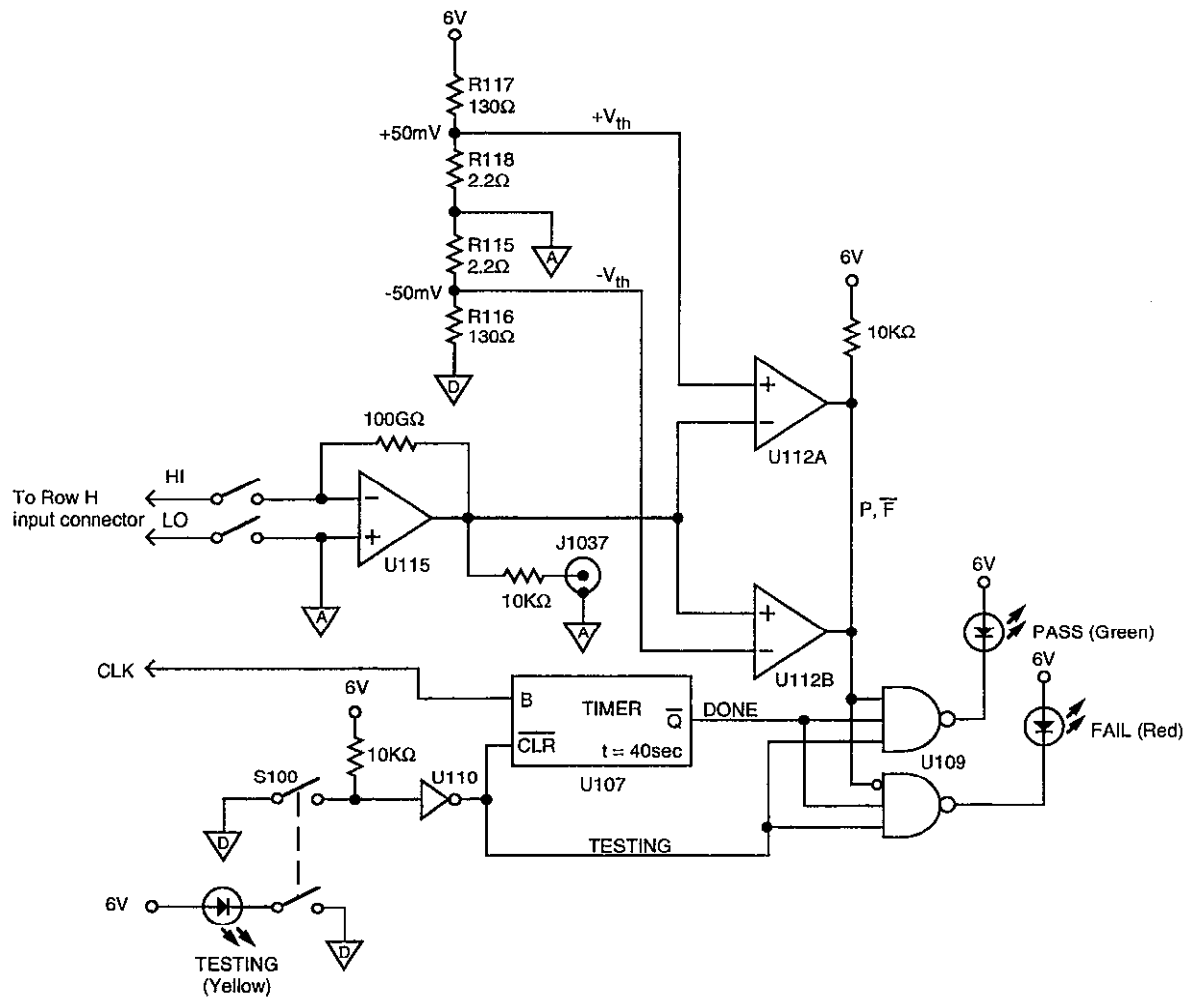 6V
R117
130Ω
+50mV
+Vth
R118
2.2Ω
A
R115
2.2Ω
-50mV
-Vth
R116
130Ω
D
6V
10KΩ
100GΩ
+
-
U112A
HI
To Row H
input connector
LO
-
+
U115
A
P, F̅
J1037
10KΩ
A
+
-
U112B
6V
PASS (Green)
6V
FAIL (Red)
CLK
B
TIMER
Q̅
DONE
C̅L̅R̅
t = 40sec
U107
6V
10KΩ
S100
U110
U109
D
TESTING
6V
D
TESTING
(Yellow)